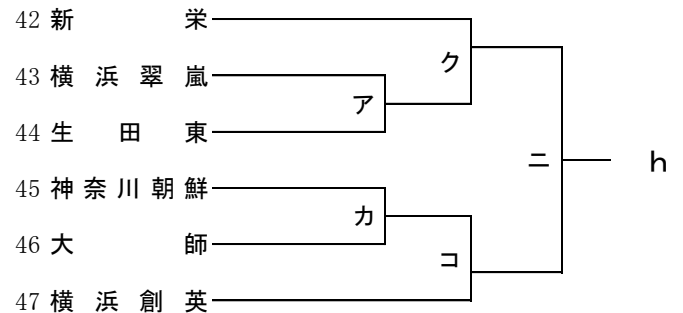 42 新栄
ク
43 横浜翠嵐
ア
44 生田東
ニ h
45 神奈川朝鮮
カ
46 大師
コ
47 横浜創英